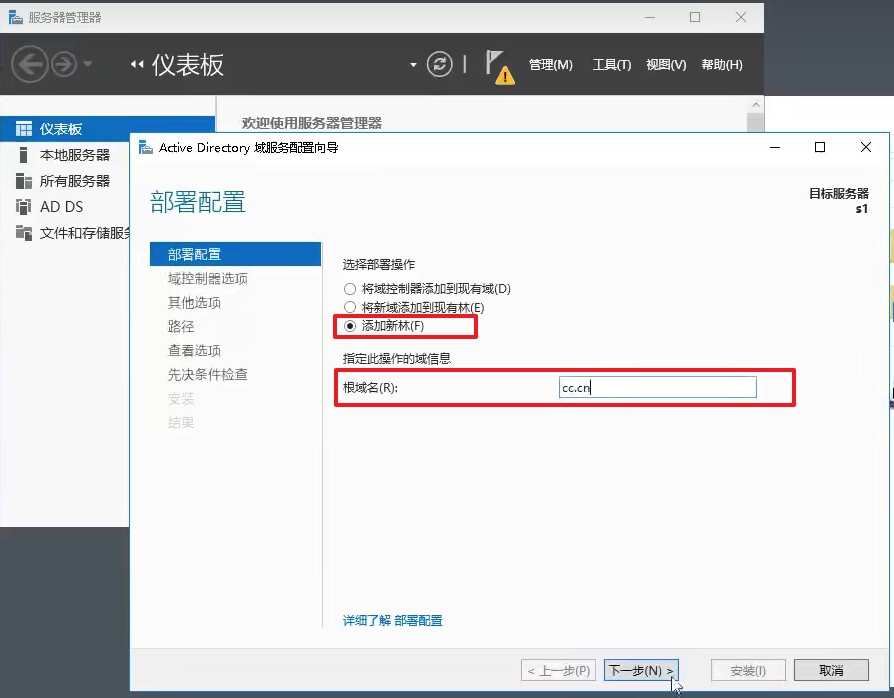 服务器管理器
仪表板
管理(M) 工具(T) 视图(V) 帮助(H)
仪表板
本地服务器
所有服务器
AD DS
文件和存储服务
欢迎使用服务器管理器
Active Directory 域服务配置向导
部署配置
目标服务器
s1
部署配置
域控制器选项
其他选项
路径
查看选项
先决条件检查
安装
结果
选择部署操作
将域控制器添加到现有域(D)
将新域添加到现有林(E)
添加新林(F)
指定此操作的域信息
根域名(R): cc.cn
详细了解 部署配置
< 上一步(P) 下一步(N) > 安装(I) 取消